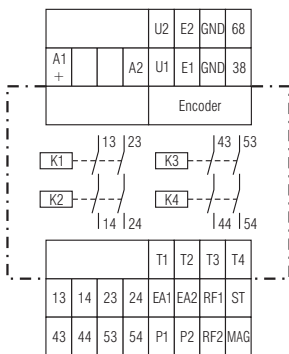 U2 E2 GND 68
A1 + A2 U1 E1 GND 38
Encoder
13 23 43 53
K1 K3
K2 K4
14 24 44 54
T1 T2 T3 T4
13 14 23 24 EA1 EA2 RF1 ST
43 44 53 54 P1 P2 RF2 MAG